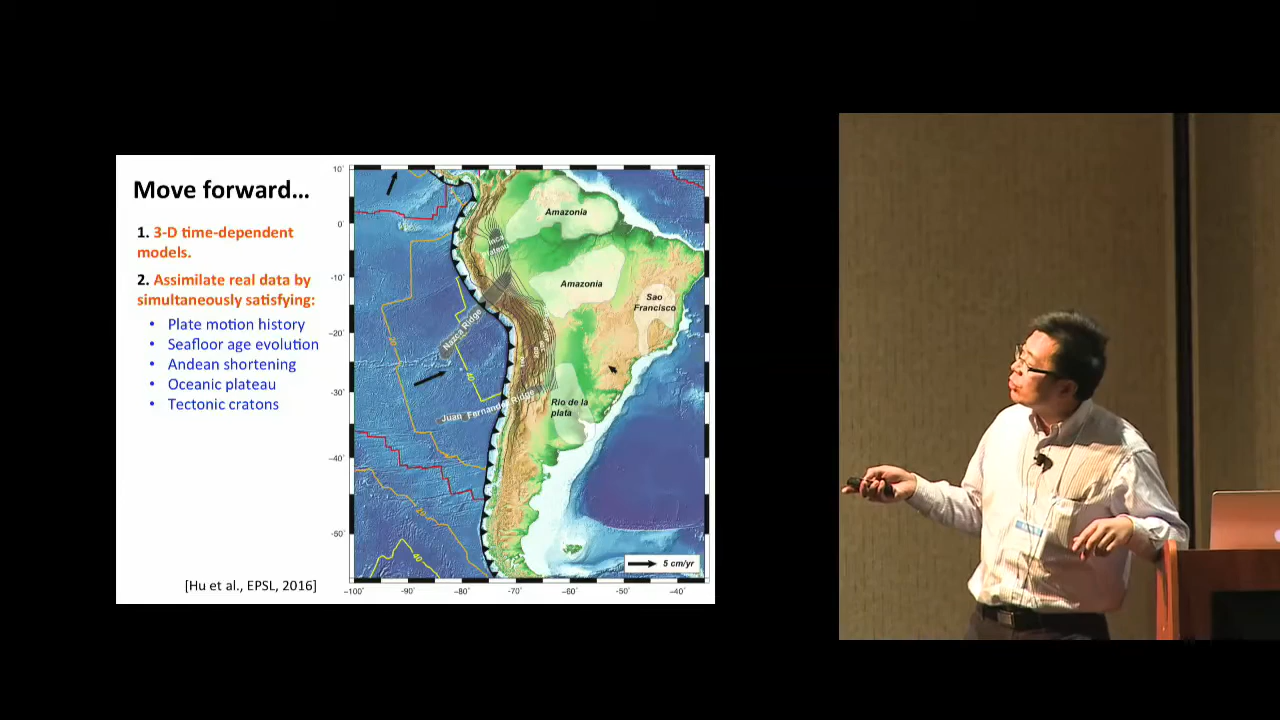 Move forward...
1. 3-D time-dependent
models.
2. Assimilate real data by
simultaneously satisfying:
• Plate motion history
• Seafloor age evolution
• Andean shortening
• Oceanic plateau
• Tectonic cratons
[Hu et al., EPSL, 2016]
10°
0°
-10°
-20°
-30°
-40°
-50°
-100°
-90°
-80°
-70°
-60°
-50°
-40°
Amazonia
Inca
Amazonia
Sao
Francisco
Nazca Ridge
Juan Fernandez Ridge
Rio de la
plata
20
40
5 cm/yr